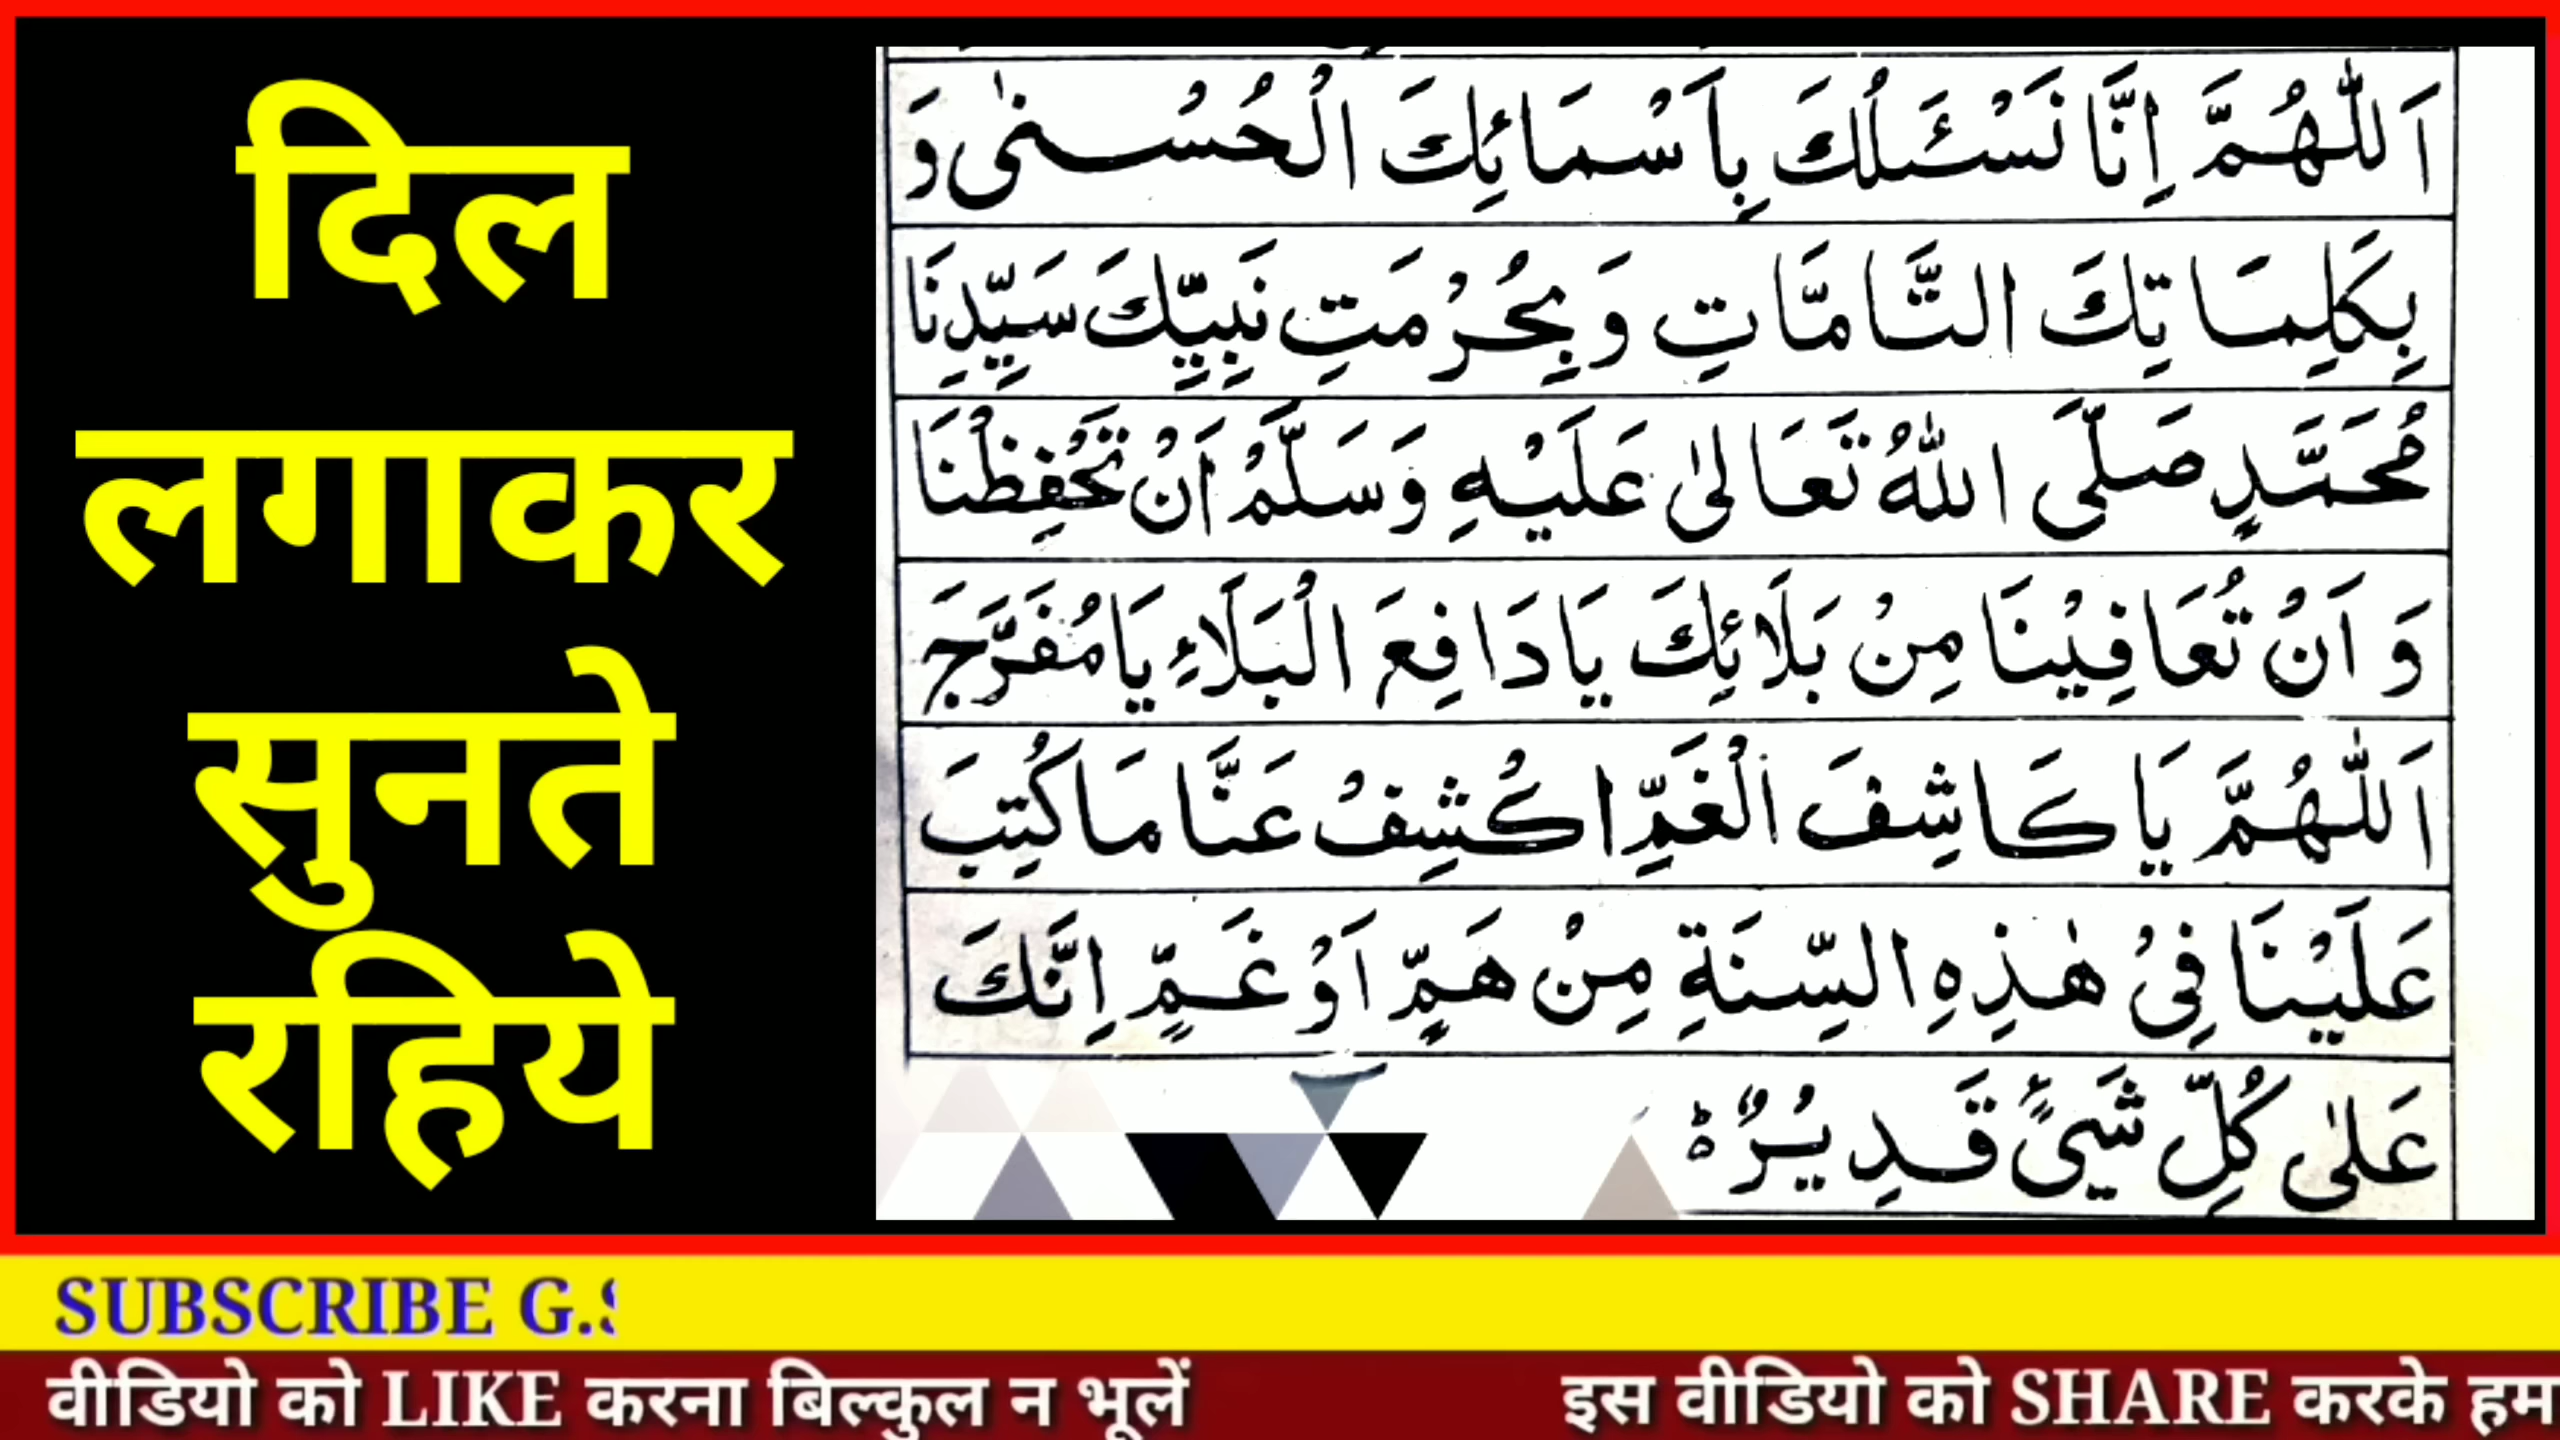 दिल
लगाकर
सुनते
रहिये
اَللّٰهُمَّ اِنَّا نَسْئَلُكَ بِاَسْمَائِكَ الْحُسْنٰى وَ
بِكَلِمَاتِكَ التَّامَّاتِ وَبِحُرْمَتِ نَبِيِّكَ سَيِّدِنَا
مُحَمَّدٍ صَلَّى اللّٰهُ تَعَالٰى عَلَيْهِ وَسَلَّمْ اَنْ تَحْفِظْنَا
وَ اَنْ تُعَافِيْنَا مِنْ بَلَائِكَ يَا دَافِعَ الْبَلَاءِ يَا مُفَرَّجَ
اَللّٰهُمَّ يَا كَاشِفَ الْغَمِّ اكْشِفْ عَنَّا مَا كُتِبَ
عَلَيْنَا فِىْ هٰذِهِ السِّنَةِ مِنْ هَمٍّ اَوْ غَمٍّ اِنَّكَ
عَلٰى كُلِّ شَىْءٍ قَدِيْرٌ
SUBSCRIBE G.
वीडियो को LIKE करना बिल्कुल न भूलें इस वीडियो को SHARE करके हम